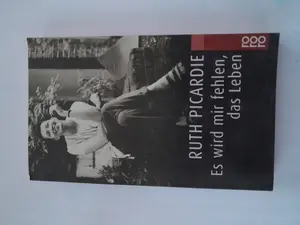 rororo
RUTH PICARDIE
Es wird mir fehlen,
das Leben